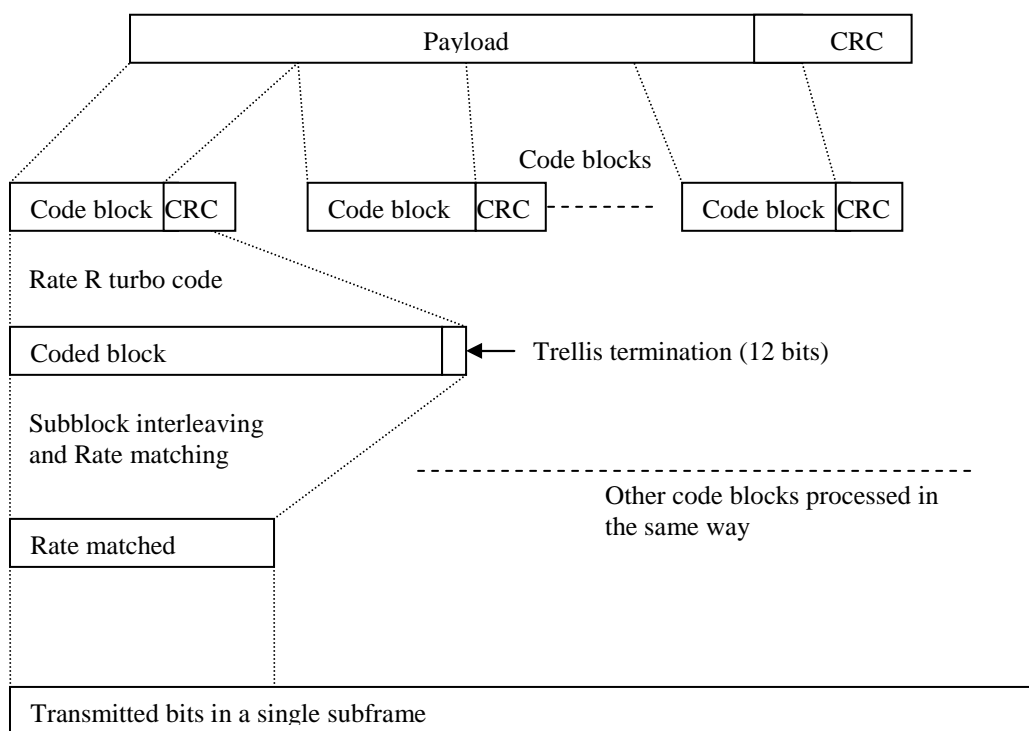 Payload
CRC
Code blocks
Code block
CRC
Code block
CRC
Code block
CRC
Rate R turbo code
Coded block
Trellis termination (12 bits)
Subblock interleaving
and Rate matching
Other code blocks processed in
the same way
Rate matched
Transmitted bits in a single subframe